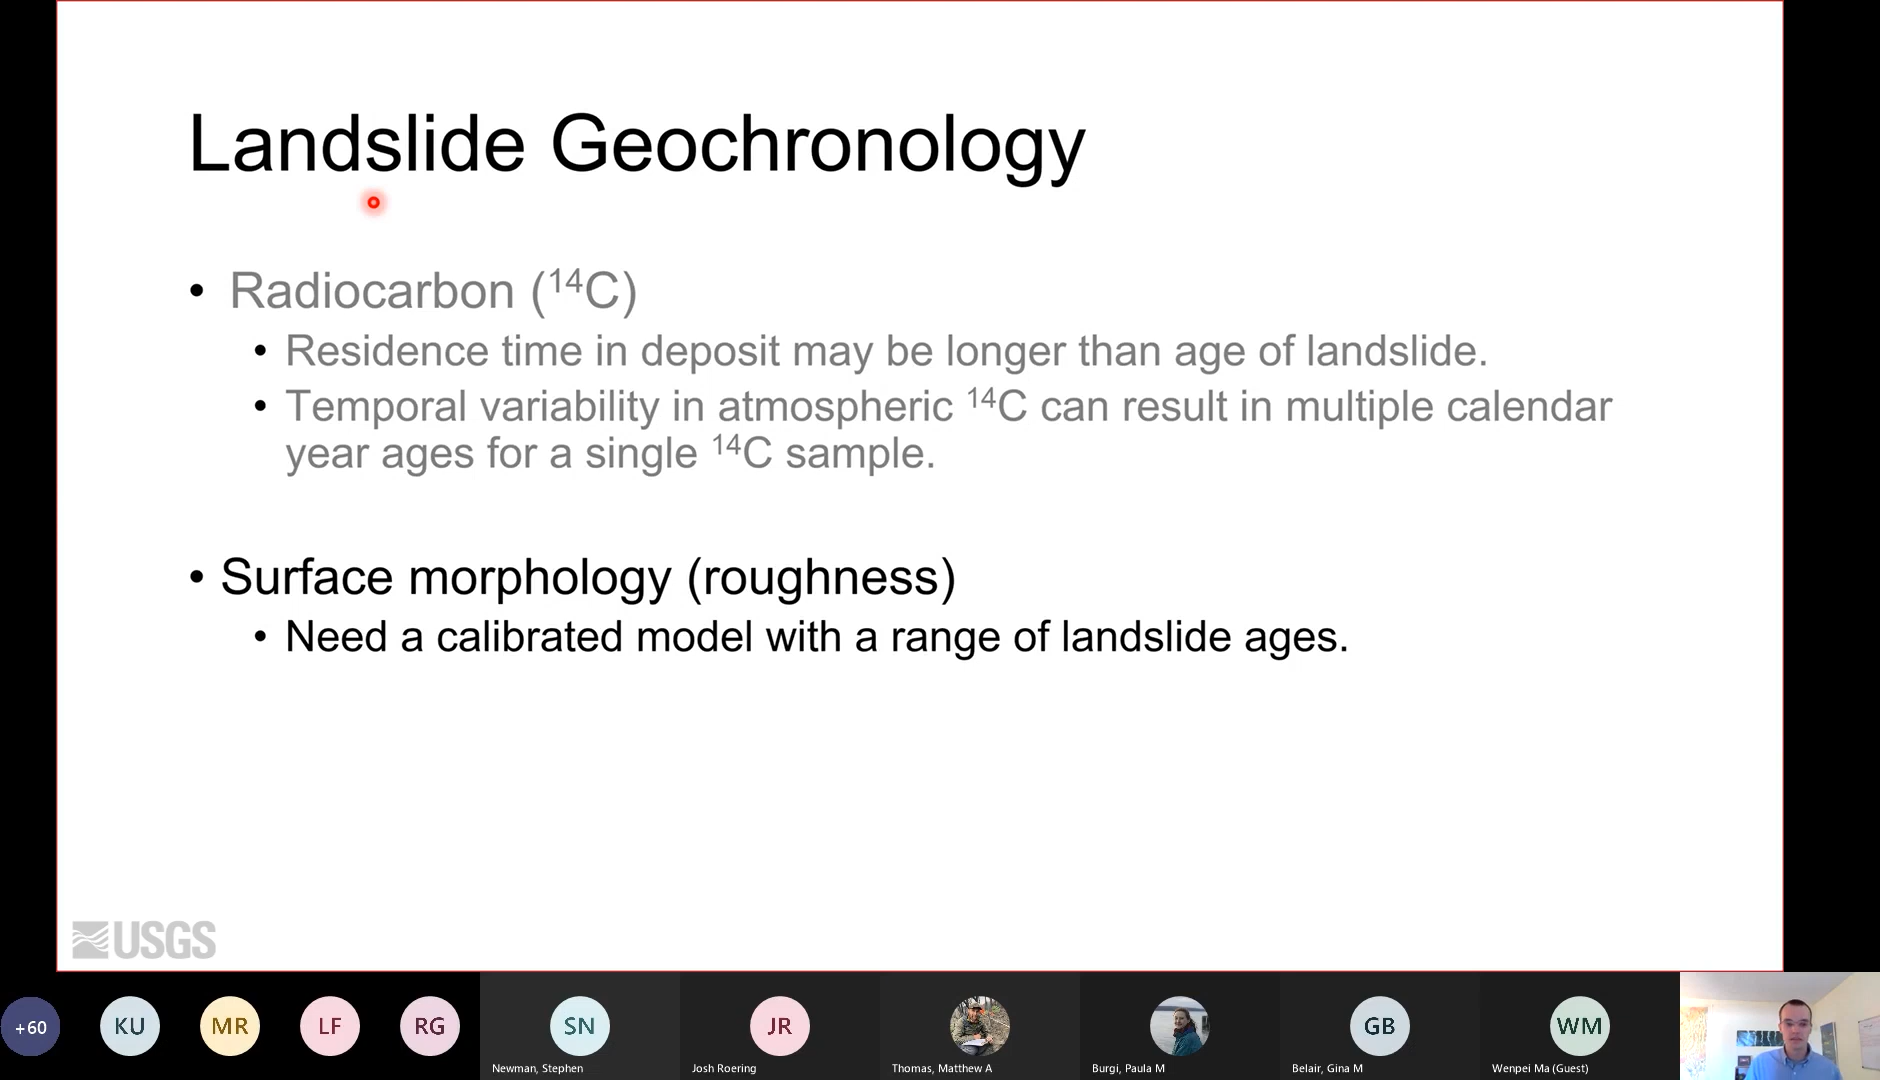 Landslide Geochronology
• Radiocarbon (¹⁴C)
• Residence time in deposit may be longer than age of landslide.
• Temporal variability in atmospheric ¹⁴C can result in multiple calendar
year ages for a single ¹⁴C sample.
• Surface morphology (roughness)
• Need a calibrated model with a range of landslide ages.
USGS
+60 KU MR LF RG SN JR GB WM
Newman, Stephen Josh Roering Thomas, Matthew A Burgi, Paula M Belair, Gina M Wenpei Ma (Guest)